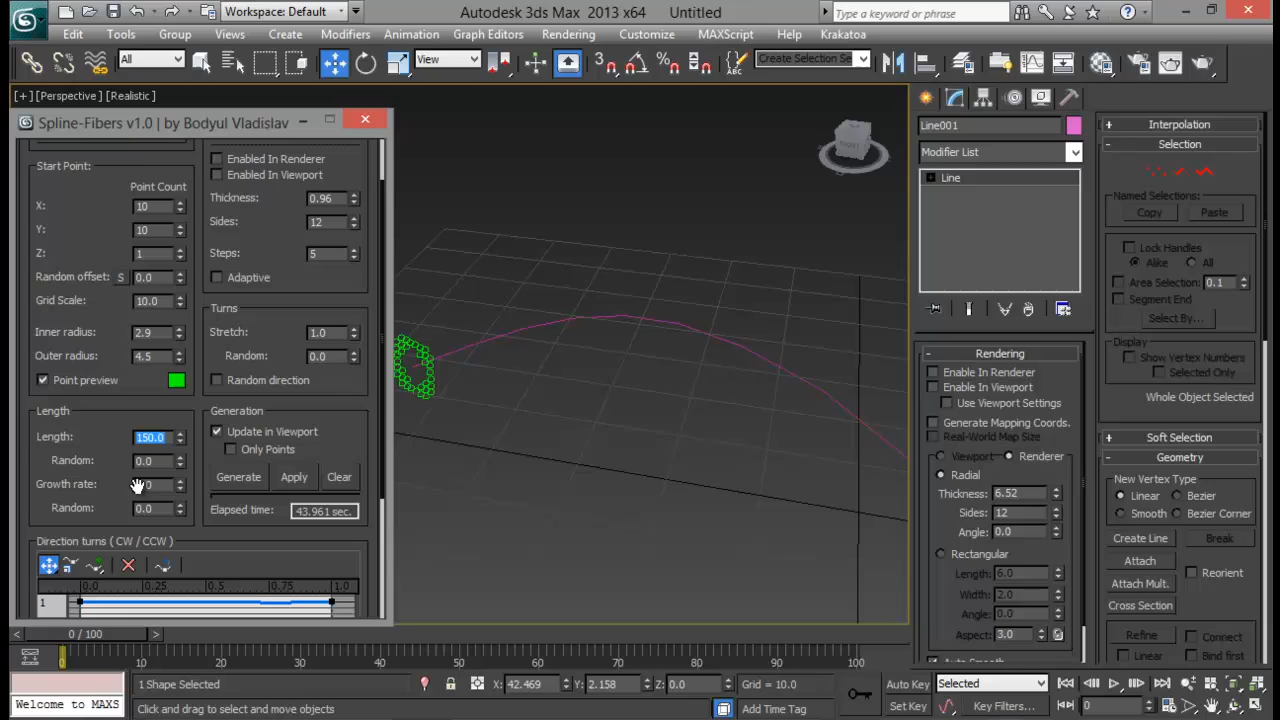 Workspace: Default
Autodesk 3ds Max 2013 x64 Untitled
Type a keyword or phrase
Edit Tools Group Views Create Modifiers Animation Graph Editors Rendering Customize MAXScript Help Krakatoa
All
View
Create Selection Se
[+] [Perspective] [Realistic]
Spline-Fibers v1.0 | by Bodyul Vladislav
Start Point:
Point Count
X: 10
Y: 10
Z: 1
Random offset: S 0.0
Grid Scale: 10.0
Inner radius: 2.9
Outer radius: 4.5
Point preview
Length
Length: 150.0
Random: 0.0
Growth rate:
Random: 0.0
Enabled In Renderer
Enabled In Viewport
Thickness: 0.96
Sides: 12
Steps: 5
Adaptive
Turns
Stretch: 1.0
Random: 0.0
Random direction
Generation
Update in Viewport
Only Points
Generate Apply Clear
Elapsed time: 43.961 sec.
Direction turns ( CW / CCW )
0.0 0.25 0.5 0.75 1.0
1
Line001
Modifier List
Line
Rendering
Enable In Renderer
Enable In Viewport
Use Viewport Settings
Generate Mapping Coords.
Real-World Map Size
Viewport Renderer
Radial
Thickness: 6.52
Sides: 12
Angle: 0.0
Rectangular
Length: 6.0
Width: 2.0
Angle: 0.0
Aspect: 3.0
Auto Smooth
Interpolation
Selection
Named Selections:
Copy Paste
Lock Handles
Alike All
Area Selection: 0.1
Segment End
Select By...
Display
Show Vertex Numbers
Selected Only
Whole Object Selected
Soft Selection
Geometry
New Vertex Type
Linear Bezier
Smooth Bezier Corner
Create Line Break
Attach Reorient
Attach Mult.
Cross Section
Refine Connect
Linear Bind first
0 / 100
0 10 20 30 40 50 60 70 80 90 100
1 Shape Selected
X: 42.469 Y: 2.158 Z: 0.0 Grid = 10.0
Auto Key Selected
Welcome to MAXS
Click and drag to select and move objects
Add Time Tag
Set Key Key Filters... 0